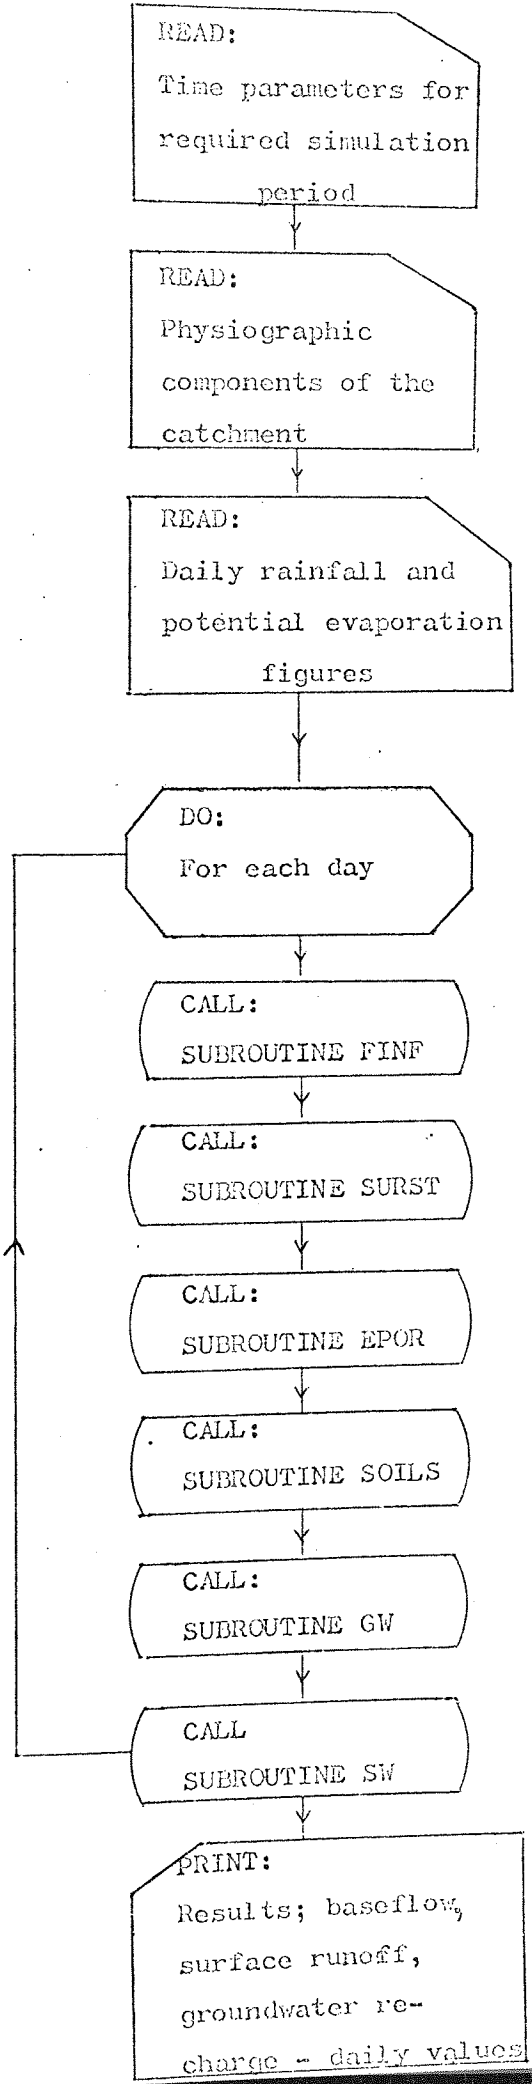 READ:
Time parameters for
required simulation
period
READ:
Physiographic
components of the
catchment
READ:
Daily rainfall and
potential evaporation
figures
DO:
For each day
CALL:
SUBROUTINE FINF
CALL:
SUBROUTINE SURST
CALL:
SUBROUTINE EPOR
CALL:
SUBROUTINE SOILS
CALL:
SUBROUTINE GW
CALL
SUBROUTINE SW
PRINT:
Results; baseflow,
surface runoff,
groundwater re-
charge - daily values